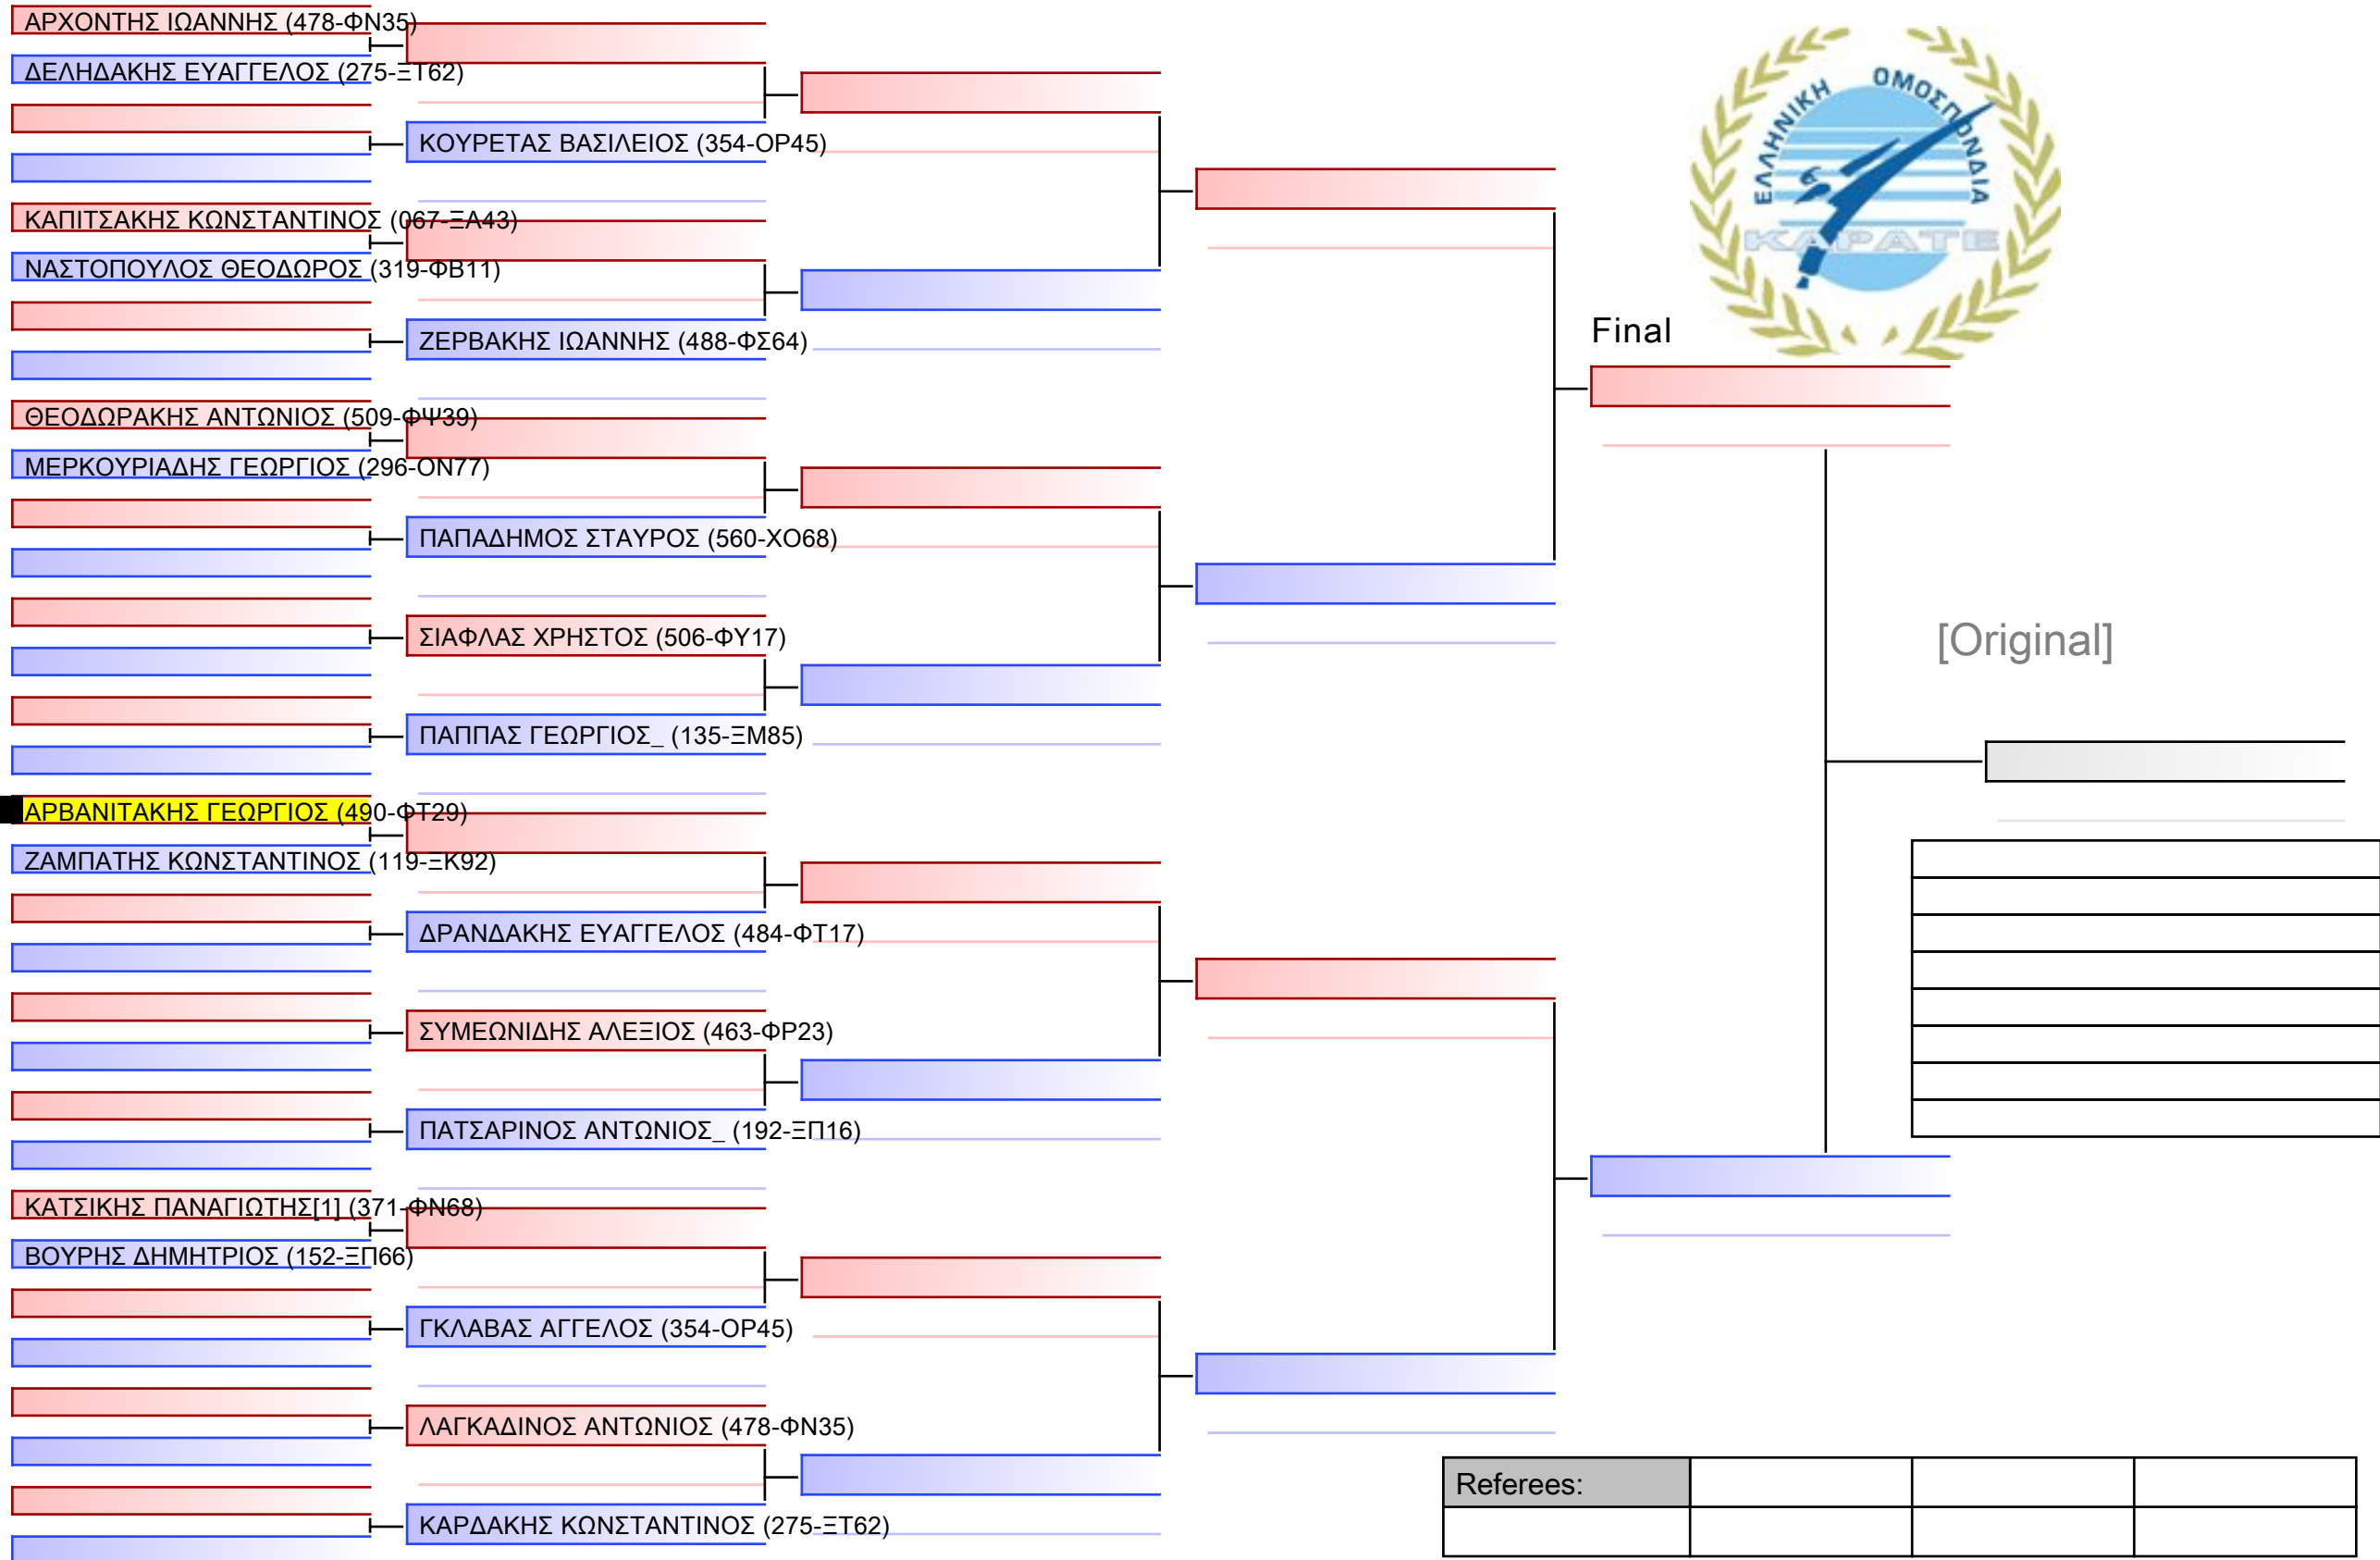 ΑΡΧΟΝΤΗΣ ΙΩΑΝΝΗΣ (478-ΦΝ35)
ΔΕΛΗΔΑΚΗΣ ΕΥΑΓΓΕΛΟΣ (275-ΞΤ62)
ΚΟΥΡΕΤΑΣ ΒΑΣΙΛΕΙΟΣ (354-ΟΡ45)
ΚΑΠΙΤΣΑΚΗΣ ΚΩΝΣΤΑΝΤΙΝΟΣ (067-ΞΑ43)
ΝΑΣΤΟΠΟΥΛΟΣ ΘΕΟΔΩΡΟΣ (319-ΦΒ11)
ΖΕΡΒΑΚΗΣ ΙΩΑΝΝΗΣ (488-ΦΣ64)
ΘΕΟΔΩΡΑΚΗΣ ΑΝΤΩΝΙΟΣ (509-ΦΨ39)
ΜΕΡΚΟΥΡΙΑΔΗΣ ΓΕΩΡΓΙΟΣ (296-ΟΝ77)
ΠΑΠΑΔΗΜΟΣ ΣΤΑΥΡΟΣ (560-ΧΟ68)
ΣΙΑΦΛΑΣ ΧΡΗΣΤΟΣ (506-ΦΥ17)
ΠΑΠΠΑΣ ΓΕΩΡΓΙΟΣ_ (135-ΞΜ85)
ΑΡΒΑΝΙΤΑΚΗΣ ΓΕΩΡΓΙΟΣ (490-ΦΤ29)
ΖΑΜΠΑΤΗΣ ΚΩΝΣΤΑΝΤΙΝΟΣ (119-ΞΚ92)
ΔΡΑΝΔΑΚΗΣ ΕΥΑΓΓΕΛΟΣ (484-ΦΤ17)
ΣΥΜΕΩΝΙΔΗΣ ΑΛΕΞΙΟΣ (463-ΦΡ23)
ΠΑΤΣΑΡΙΝΟΣ ΑΝΤΩΝΙΟΣ_ (192-ΞΠ16)
ΚΑΤΣΙΚΗΣ ΠΑΝΑΓΙΩΤΗΣ[1] (371-ΦΝ68)
ΒΟΥΡΗΣ ΔΗΜΗΤΡΙΟΣ (152-ΞΠ66)
ΓΚΛΑΒΑΣ ΑΓΓΕΛΟΣ (354-ΟΡ45)
ΛΑΓΚΑΔΙΝΟΣ ΑΝΤΩΝΙΟΣ (478-ΦΝ35)
ΚΑΡΔΑΚΗΣ ΚΩΝΣΤΑΝΤΙΝΟΣ (275-ΞΤ62)
ΕΛΛΗΝΙΚΗ ΟΜΟΣΠΟΝΔΙΑ
ΚΑΡΑΤΕ
Final
[Original]
Referees: